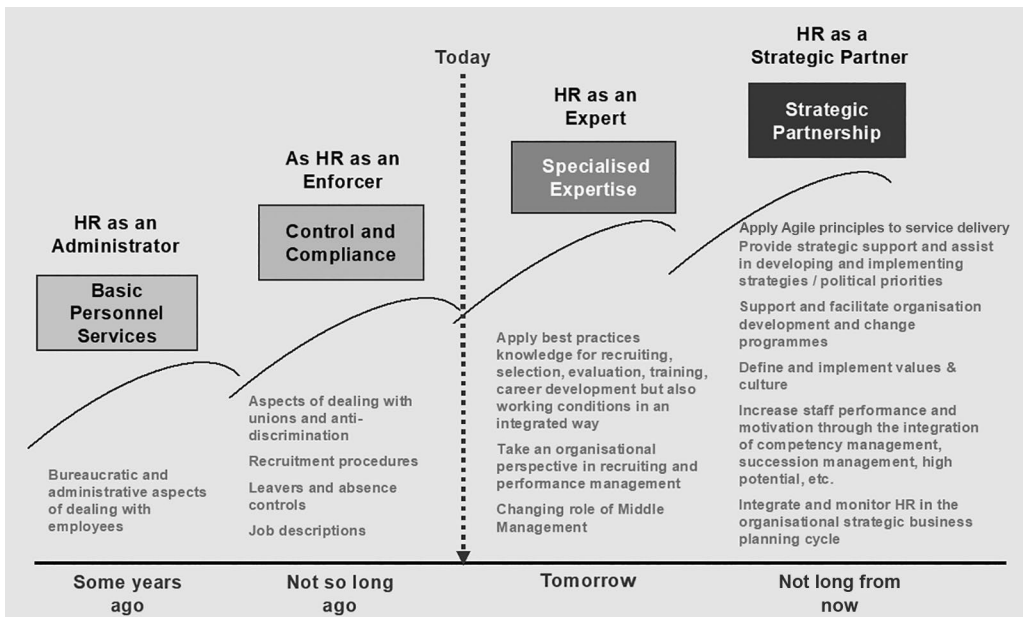 HR as an
Administrator
Basic
Personnel
Services
Bureaucratic and
administrative aspects
of dealing with
employees
Some years
ago
As HR as an
Enforcer
Control and
Compliance
Aspects of dealing with
unions and anti-
discrimination
Recruitment procedures
Leavers and absence
controls
Job descriptions
Not so long
ago
Today
HR as an
Expert
Specialised
Expertise
Apply best practices
knowledge for recruiting,
selection, evaluation, training,
career development but also
working conditions in an
integrated way
Take an organisational
perspective in recruiting and
performance management
Changing role of Middle
Management
Tomorrow
HR as a
Strategic Partner
Strategic
Partnership
Apply Agile principles to service delivery
Provide strategic support and assist
in developing and implementing
strategies / political priorities
Support and facilitate organisation
development and change
programmes
Define and implement values &
culture
Increase staff performance and
motivation through the integration
of competency management,
succession management, high
potential, etc.
Integrate and monitor HR in the
organisational strategic business
planning cycle
Not long from
now